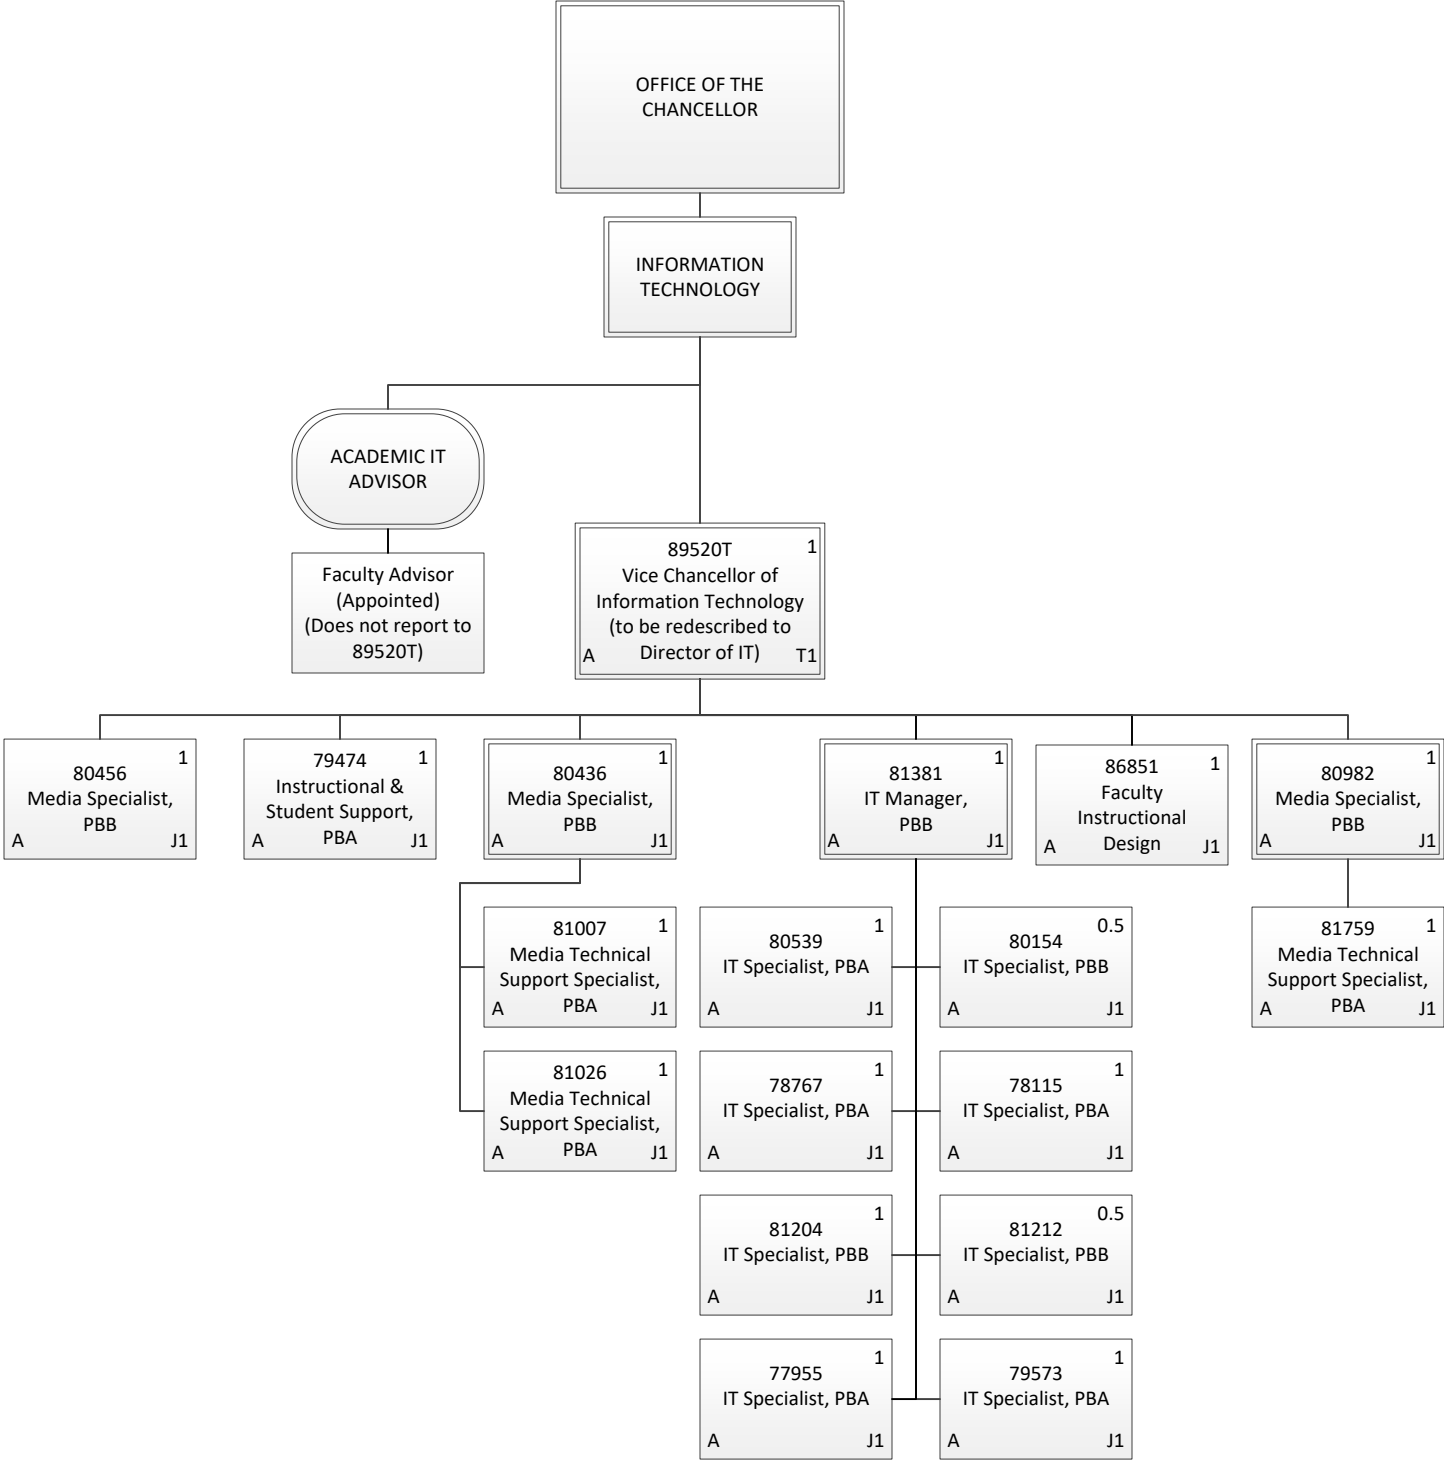 OFFICE OF THE
CHANCELLOR
INFORMATION
TECHNOLOGY
ACADEMIC IT
ADVISOR
Faculty Advisor
(Appointed)
(Does not report to
89520T)
89520T 1
Vice Chancellor of
Information Technology
(to be redescribed to
A Director of IT) T1
1
80456
Media Specialist,
PBB
A J1
79474 1
Instructional &
Student Support,
A PBA J1
1
80436
Media Specialist,
PBB
A J1
1
81381
IT Manager,
PBB
A J1
86851 1
Faculty
Instructional
A Design J1
1
80982
Media Specialist,
PBB
A J1
81007 1
Media Technical
Support Specialist,
A PBA J1
81026 1
Media Technical
Support Specialist,
A PBA J1
1
80539
IT Specialist, PBA
A J1
0.5
80154
IT Specialist, PBB
A J1
1
78767
IT Specialist, PBA
A J1
1
78115
IT Specialist, PBA
A J1
1
81204
IT Specialist, PBB
A J1
0.5
81212
IT Specialist, PBB
A J1
1
77955
IT Specialist, PBA
A J1
1
79573
IT Specialist, PBA
A J1
81759 1
Media Technical
Support Specialist,
A PBA J1